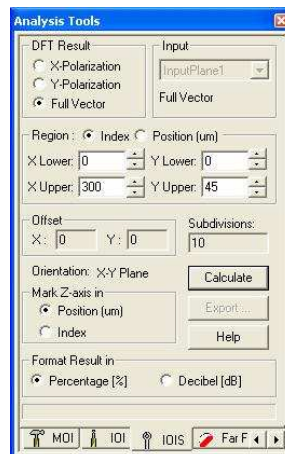 Analysis Tools
DFT Result
X-Polarization
Y-Polarization
Full Vector
Input
InputPlane1
Full Vector
Region : Index Position (um)
X Lower: 0 Y Lower: 0
X Upper: 300 Y Upper: 45
Offset
X : 0 Y : 0
Subdivisions:
10
Orientation: X-Y Plane
Mark Z-axis in
Position (um)
Index
Calculate
Export ...
Help
Format Result in
Percentage [%] Decibel [dB]
MOI IOI IOIS Far F